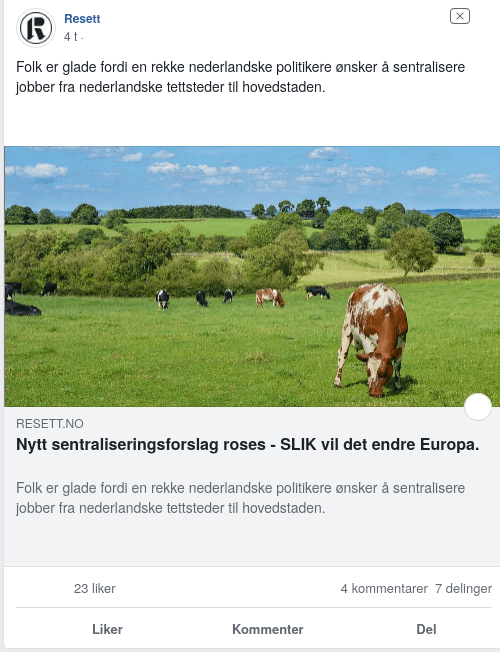 Resett
4 t ·
Folk er glade fordi en rekke nederlandske politikere ønsker å sentralisere
jobber fra nederlandske tettsteder til hovedstaden.
RESETT.NO
Nytt sentraliseringsforslag roses - SLIK vil det endre Europa.
Folk er glade fordi en rekke nederlandske politikere ønsker å sentralisere
jobber fra nederlandske tettsteder til hovedstaden.
23 liker
4 kommentarer 7 delinger
Liker Kommenter Del